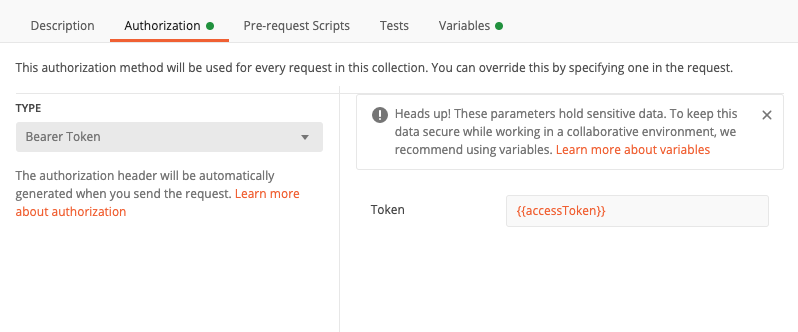 Description Authorization Pre-request Scripts Tests Variables
This authorization method will be used for every request in this collection. You can override this by specifying one in the request.
TYPE
Bearer Token
The authorization header will be automatically
generated when you send the request. Learn more
about authorization
Heads up! These parameters hold sensitive data. To keep this
data secure while working in a collaborative environment, we
recommend using variables. Learn more about variables
Token {{accessToken}}